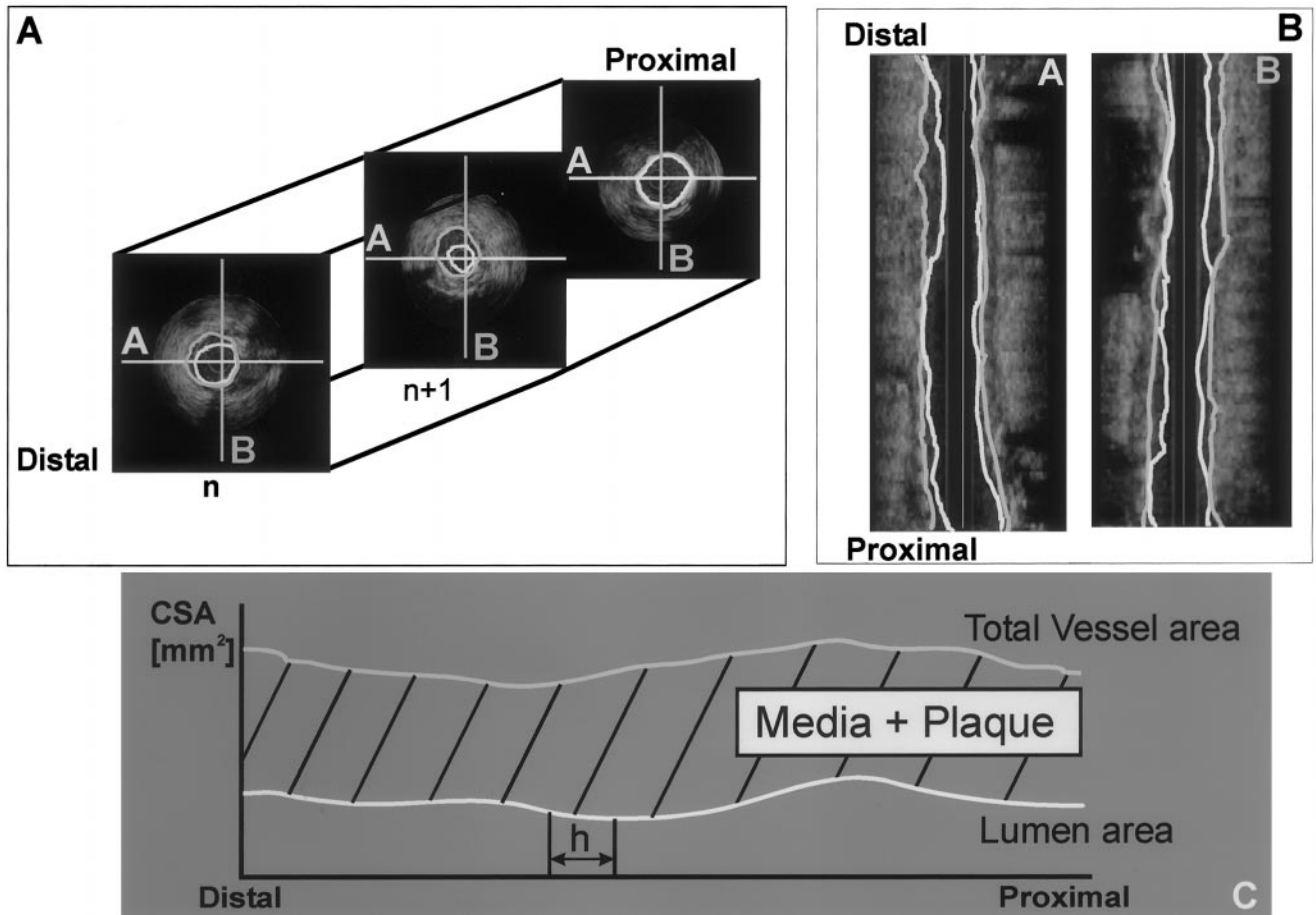 A
Proximal
A
B
A
B
n+1
A
B
Distal
n
B
Distal
A
B
Proximal
CSA
[mm²]
Total Vessel area
Media + Plaque
h
Lumen area
Distal
Proximal
C